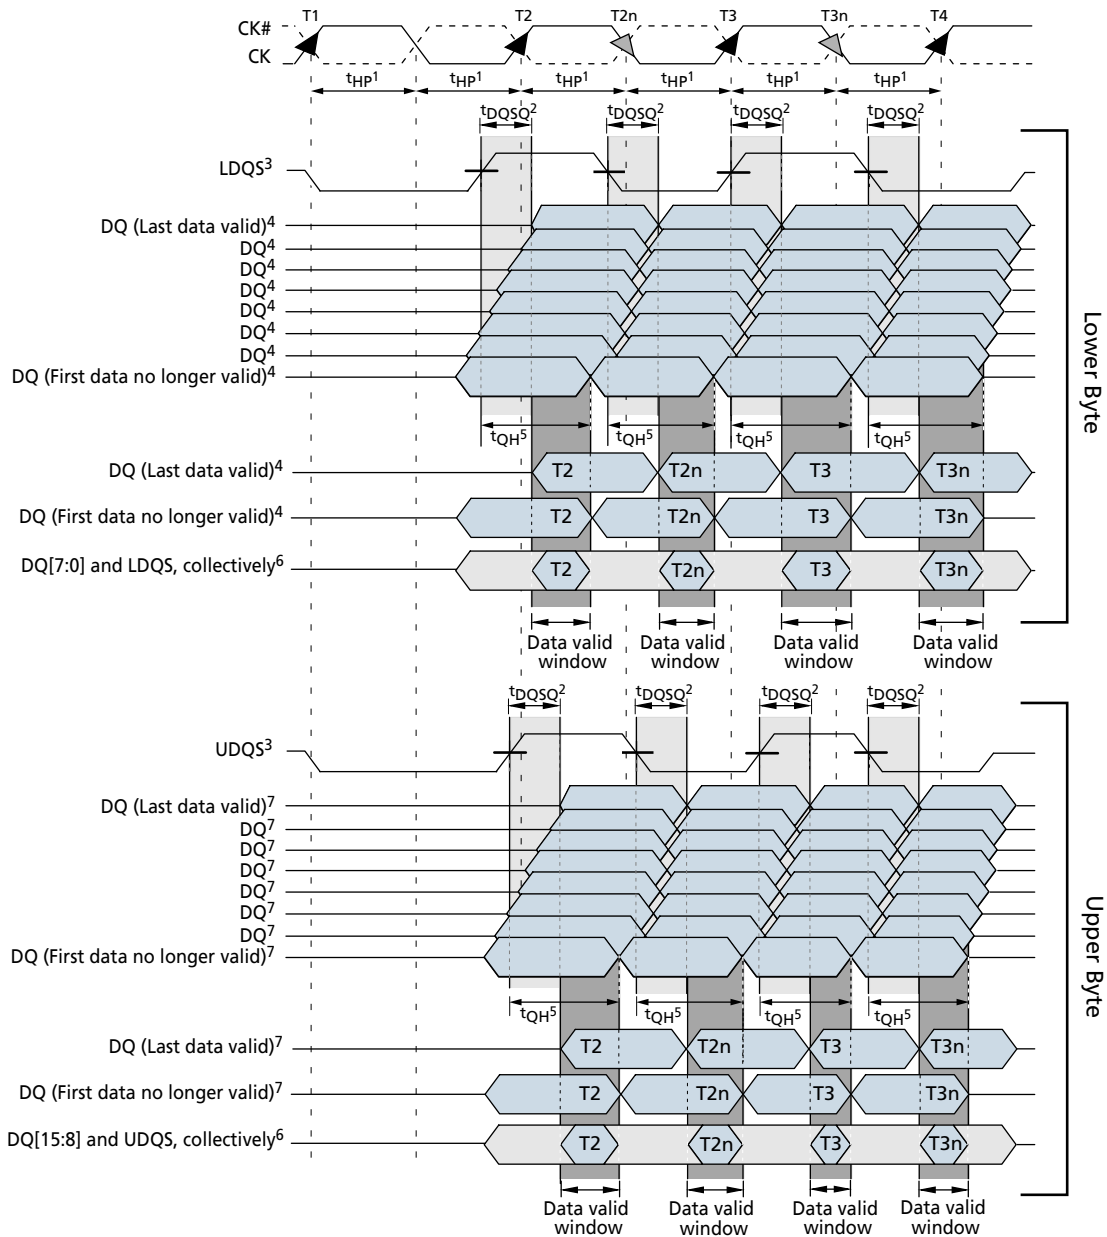 T1 T2 T2n T3 T3n T4
CK#
CK
tHP1 tHP1 tHP1 tHP1 tHP1 tHP1
tDQSQ2 tDQSQ2 tDQSQ2 tDQSQ2
LDQS3
DQ (Last data valid)4
DQ4
DQ4
DQ4
DQ4
DQ4
DQ4
DQ (First data no longer valid)4
tQH5 tQH5 tQH5 tQH5
DQ (Last data valid)4 T2 T2n T3 T3n
DQ (First data no longer valid)4 T2 T2n T3 T3n
DQ[7:0] and LDQS, collectively6 T2 T2n T3 T3n
Data valid window Data valid window Data valid window Data valid window
Lower Byte
tDQSQ2 tDQSQ2 tDQSQ2 tDQSQ2
UDQS3
DQ (Last data valid)7
DQ7
DQ7
DQ7
DQ7
DQ7
DQ7
DQ (First data no longer valid)7
tQH5 tQH5 tQH5 tQH5
DQ (Last data valid)7 T2 T2n T3 T3n
DQ (First data no longer valid)7 T2 T2n T3 T3n
DQ[15:8] and UDQS, collectively6 T2 T2n T3 T3n
Data valid window Data valid window Data valid window Data valid window
Upper Byte